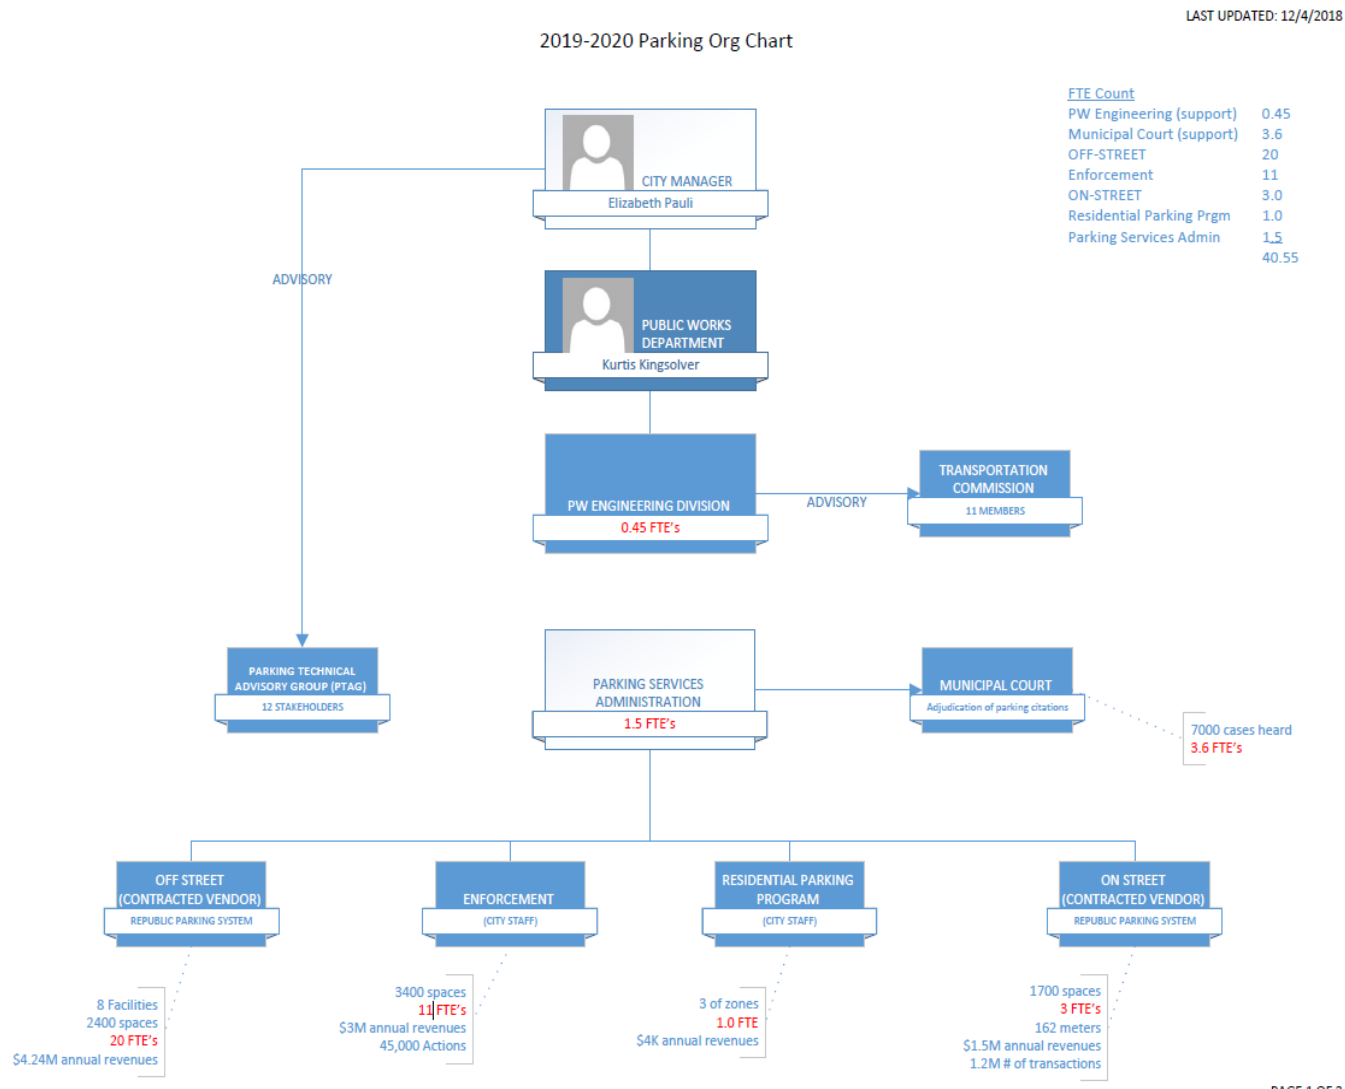 LAST UPDATED: 12/4/2018
2019-2020 Parking Org Chart
FTE Count
PW Engineering (support) 0.45
Municipal Court (support) 3.6
OFF-STREET 20
Enforcement 11
ON-STREET 3.0
Residential Parking Prgm 1.0
Parking Services Admin 1.5
40.55
CITY MANAGER
Elizabeth Pauli
ADVISORY
PUBLIC WORKS
DEPARTMENT
Kurtis Kingsolver
PW ENGINEERING DIVISION
0.45 FTE's
ADVISORY
TRANSPORTATION
COMMISSION
11 MEMBERS
PARKING TECHNICAL
ADVISORY GROUP (PTAG)
12 STAKEHOLDERS
PARKING SERVICES
ADMINISTRATION
1.5 FTE's
MUNICIPAL COURT
Adjudication of parking citations
7000 cases heard
3.6 FTE's
OFF STREET
(CONTRACTED VENDOR)
REPUBLIC PARKING SYSTEM
8 Facilities
2400 spaces
20 FTE's
$4.24M annual revenues
ENFORCEMENT
(CITY STAFF)
3400 spaces
11 FTE's
$3M annual revenues
45,000 Actions
RESIDENTIAL PARKING
PROGRAM
(CITY STAFF)
3 of zones
1.0 FTE
$4K annual revenues
ON STREET
(CONTRACTED VENDOR)
REPUBLIC PARKING SYSTEM
1700 spaces
3 FTE's
162 meters
$1.5M annual revenues
1.2M # of transactions
PAGE 1 OF